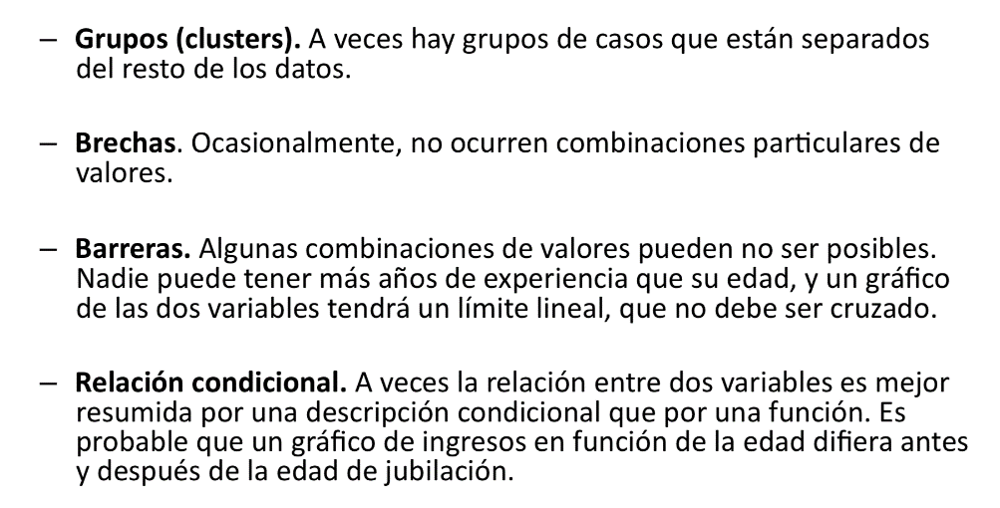 – Grupos (clusters). A veces hay grupos de casos que están separados
del resto de los datos.
– Brechas. Ocasionalmente, no ocurren combinaciones particulares de
valores.
– Barreras. Algunas combinaciones de valores pueden no ser posibles.
Nadie puede tener más años de experiencia que su edad, y un gráfico
de las dos variables tendrá un límite lineal, que no debe ser cruzado.
– Relación condicional. A veces la relación entre dos variables es mejor
resumida por una descripción condicional que por una función. Es
probable que un gráfico de ingresos en función de la edad difiera antes
y después de la edad de jubilación.